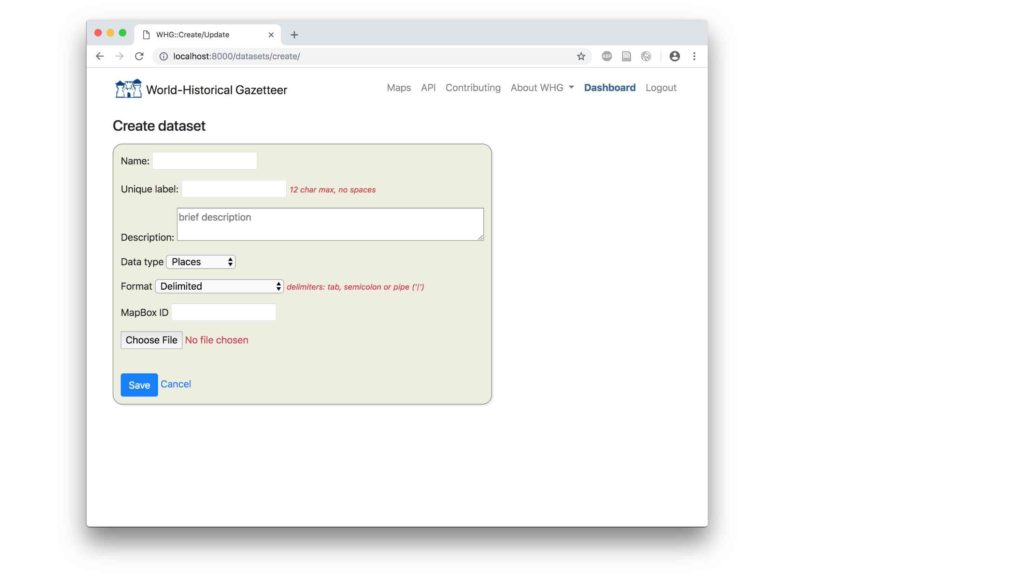 WHG::Create/Update
localhost:8000/datasets/create/
World-Historical Gazetteer
Maps API Contributing About WHG Dashboard Logout
Create dataset
Name:
Unique label: 12 char max, no spaces
brief description
Description:
Data type Places
Format Delimited delimiters: tab, semicolon or pipe ('|')
MapBox ID
Choose File No file chosen
Save Cancel